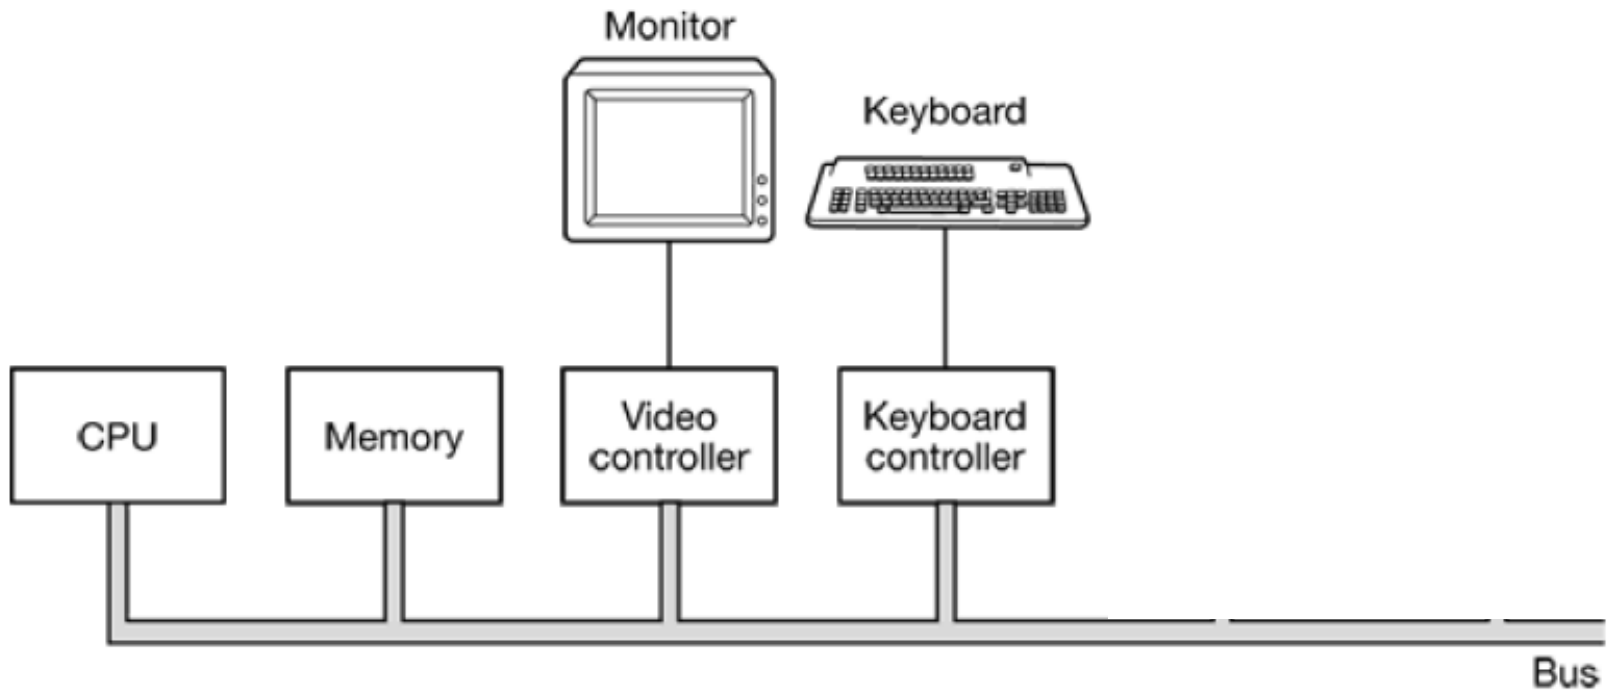 Monitor
Keyboard
CPU
Memory
Video
controller
Keyboard
controller
Bus